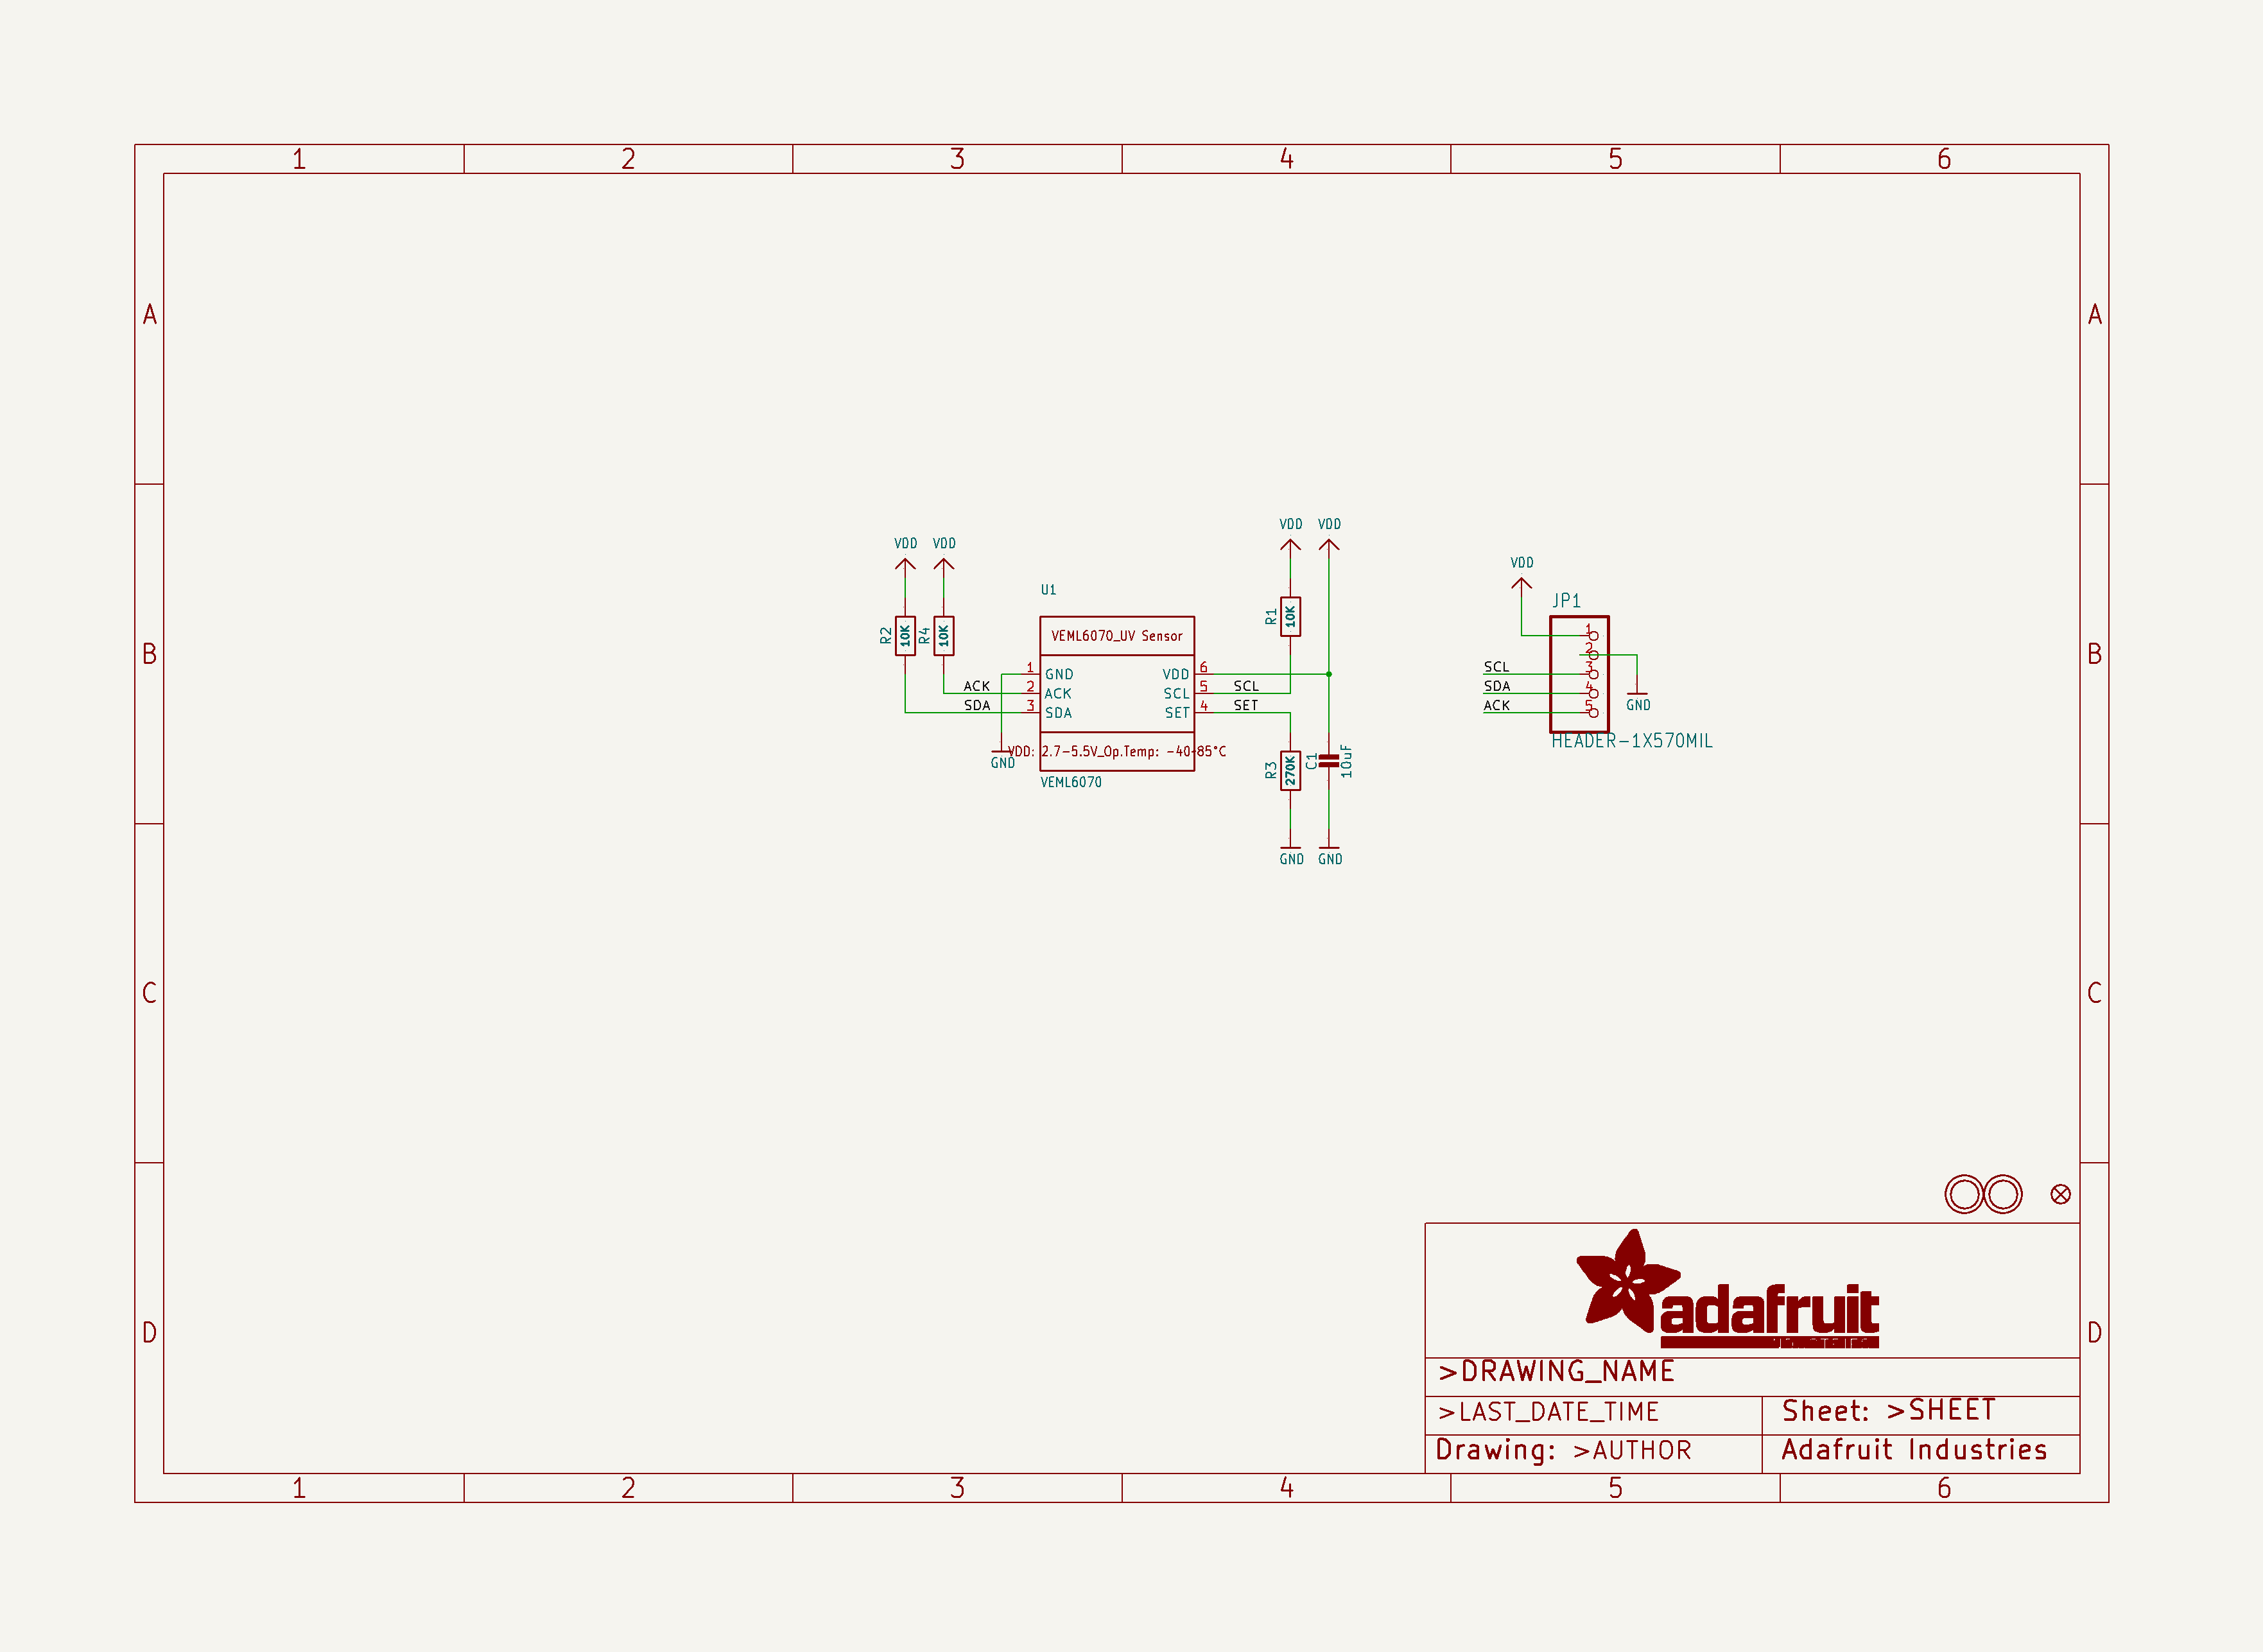 1 2 3 4 5 6
A A
VDD VDD
VDD VDD
VDD
U1
JP1
R2 10K R4 10K
R1 10K
VEML6070_UV Sensor
B B
1 GND VDD 6
ACK 2 ACK SCL 5 SCL
SDA 3 SDA SET 4 SET
1
2
SCL 3
SDA 4
ACK 5
GND
HEADER-1X570MIL
VDD: 2.7-5.5V_Op.Temp: -40-85°C
GND
VEML6070
R3 270K C1 10uF
GND GND
C C
D D
adafruit
>DRAWING_NAME
>LAST_DATE_TIME Sheet: >SHEET
Drawing: >AUTHOR Adafruit Industries
1 2 3 4 5 6